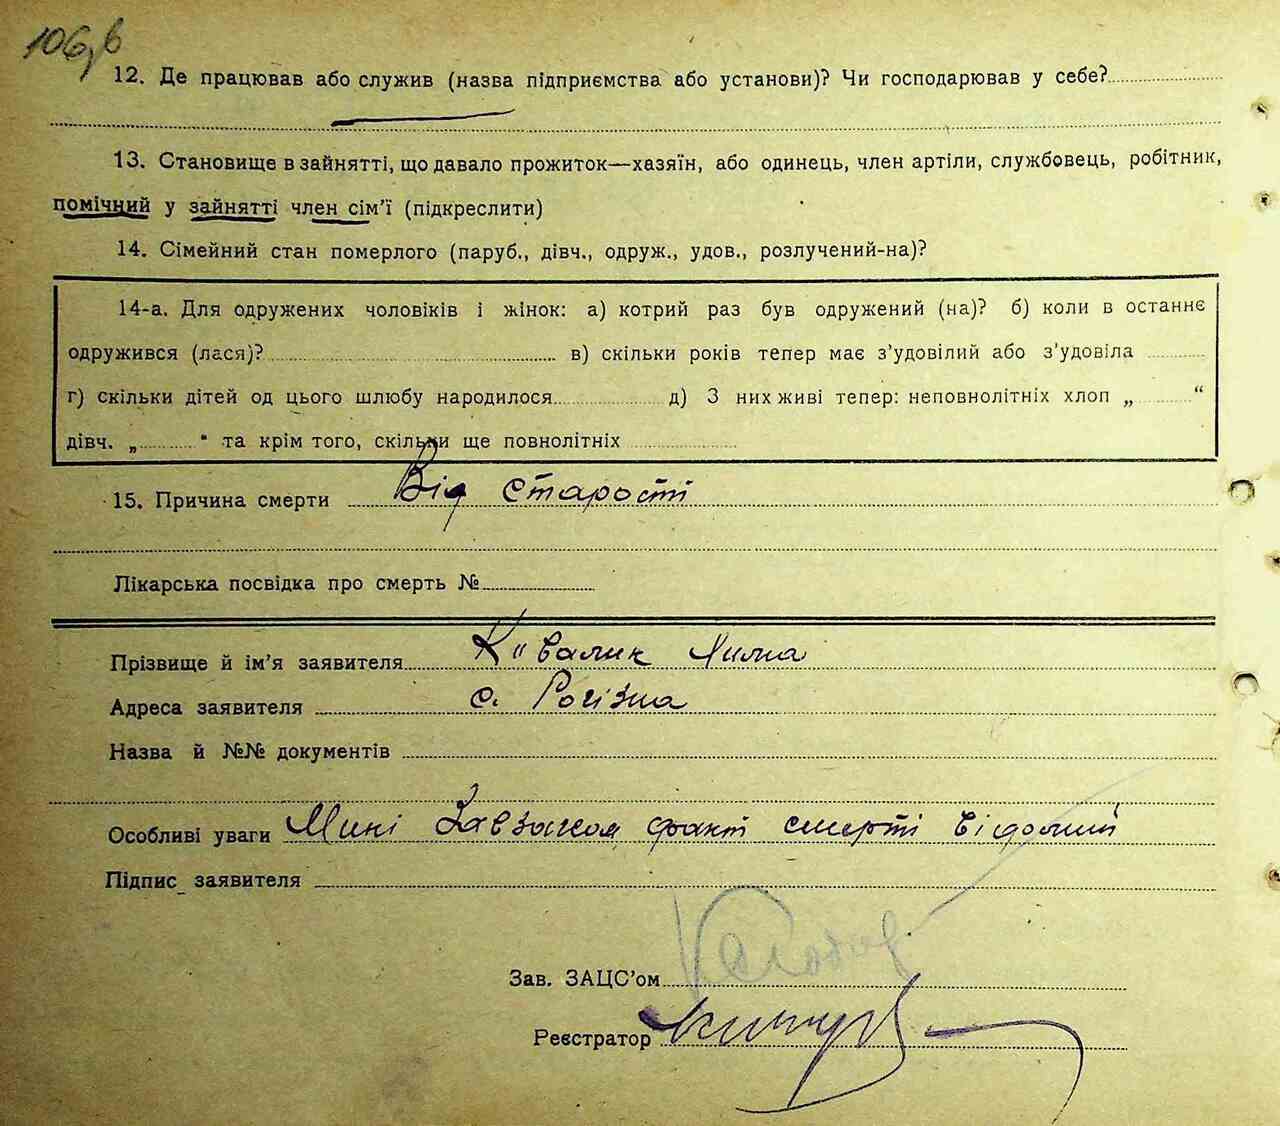 106,б
12. Де працював або служив (назва підприємства або установи)? Чи господарював у себе?
13. Становище в зайнятті, що давало прожиток—хазяїн, або одинець, член артіли, службовець, робітник,
помічний у зайнятті член сім'ї (підкреслити)
14. Сімейний стан померлого (паруб., дівч., одруж., удов., розлучений-на)?
14-а. Для одружених чоловіків і жінок: а) котрий раз був одружений (на)? б) коли в останнє
одружився (лася)? в) скільки років тепер має з'удовілий або з'удовіла
г) скільки дітей од цього шлюбу народилося д) З них живі тепер: неповнолітніх хлоп „ “
дівч. „ “ та крім того, скільки ще повнолітніх
15. Причина смерти Від старості
Лікарська посвідка про смерть №
Прізвище й ім'я заявителя
Адреса заявителя с. Рогізна
Назва й №№ документів
Особливі уваги Мині Завзагсом факт смерті відомий
Підпис заявителя
Зав. ЗАЦС'ом
Реєстратор